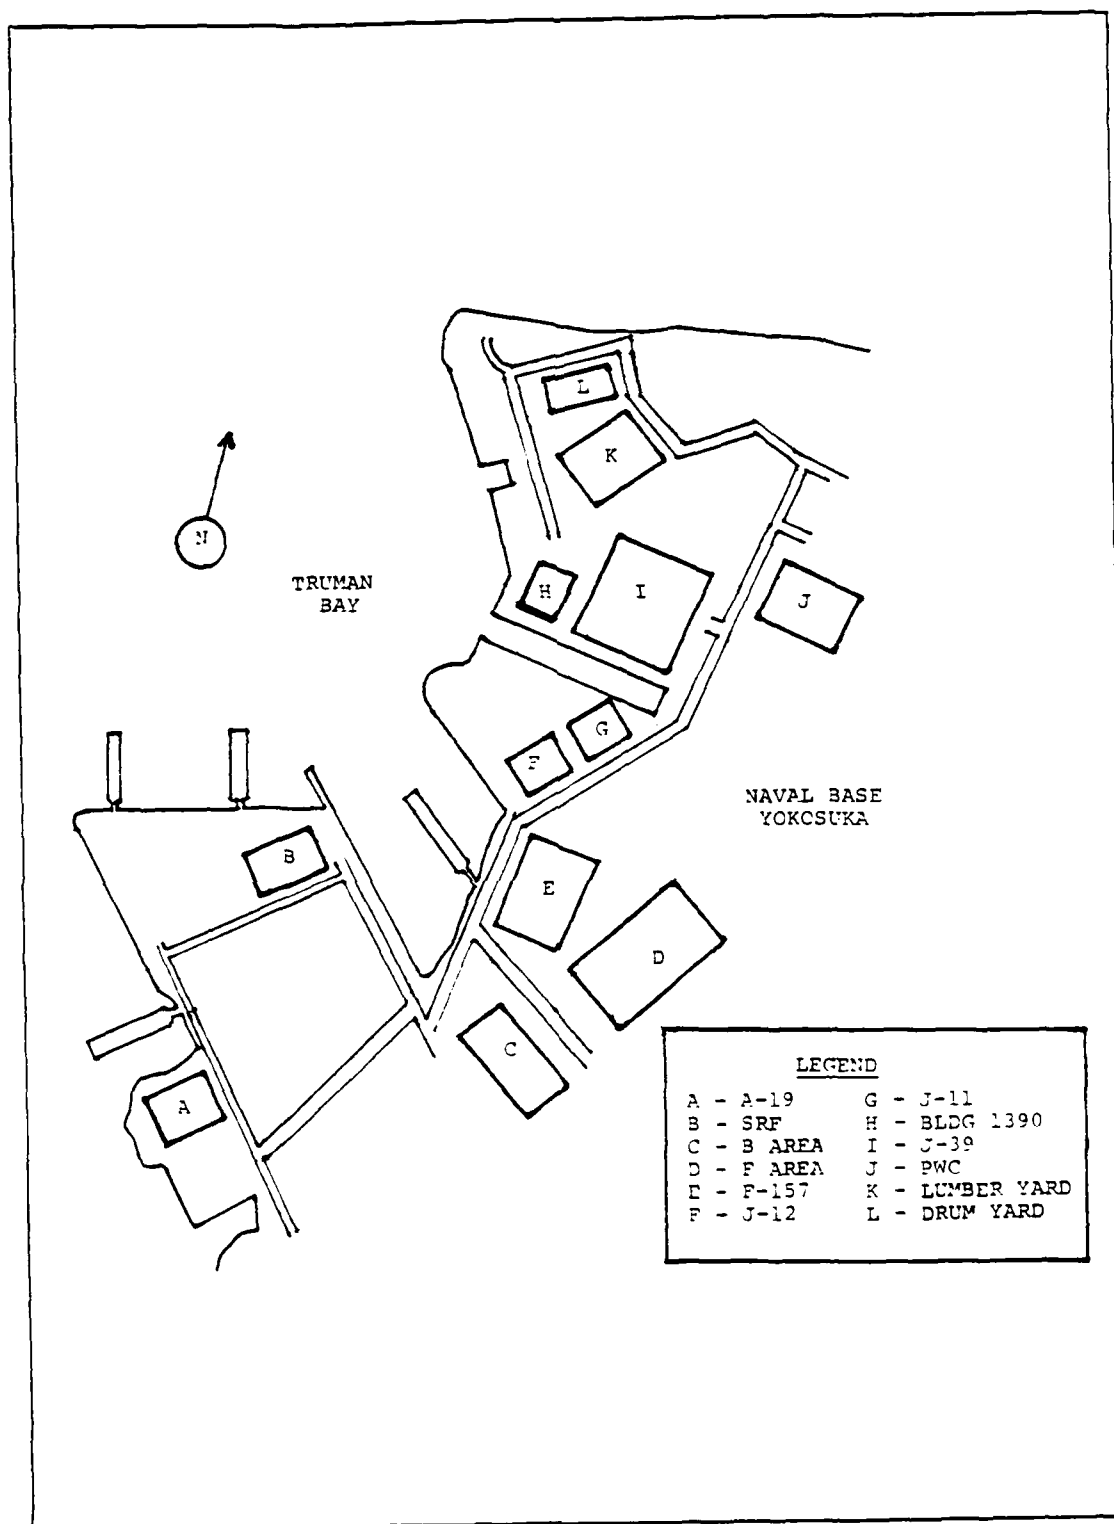 L
K
N
TRUMAN
BAY
H
I
J
G
F
NAVAL BASE
YOKOSUKA
B
E
D
C
A
LEGEND
A - A-19 G - J-11
B - SRF H - BLDG 1390
C - B AREA I - J-39
D - F AREA J - PWC
E - F-157 K - LUMBER YARD
F - J-12 L - DRUM YARD